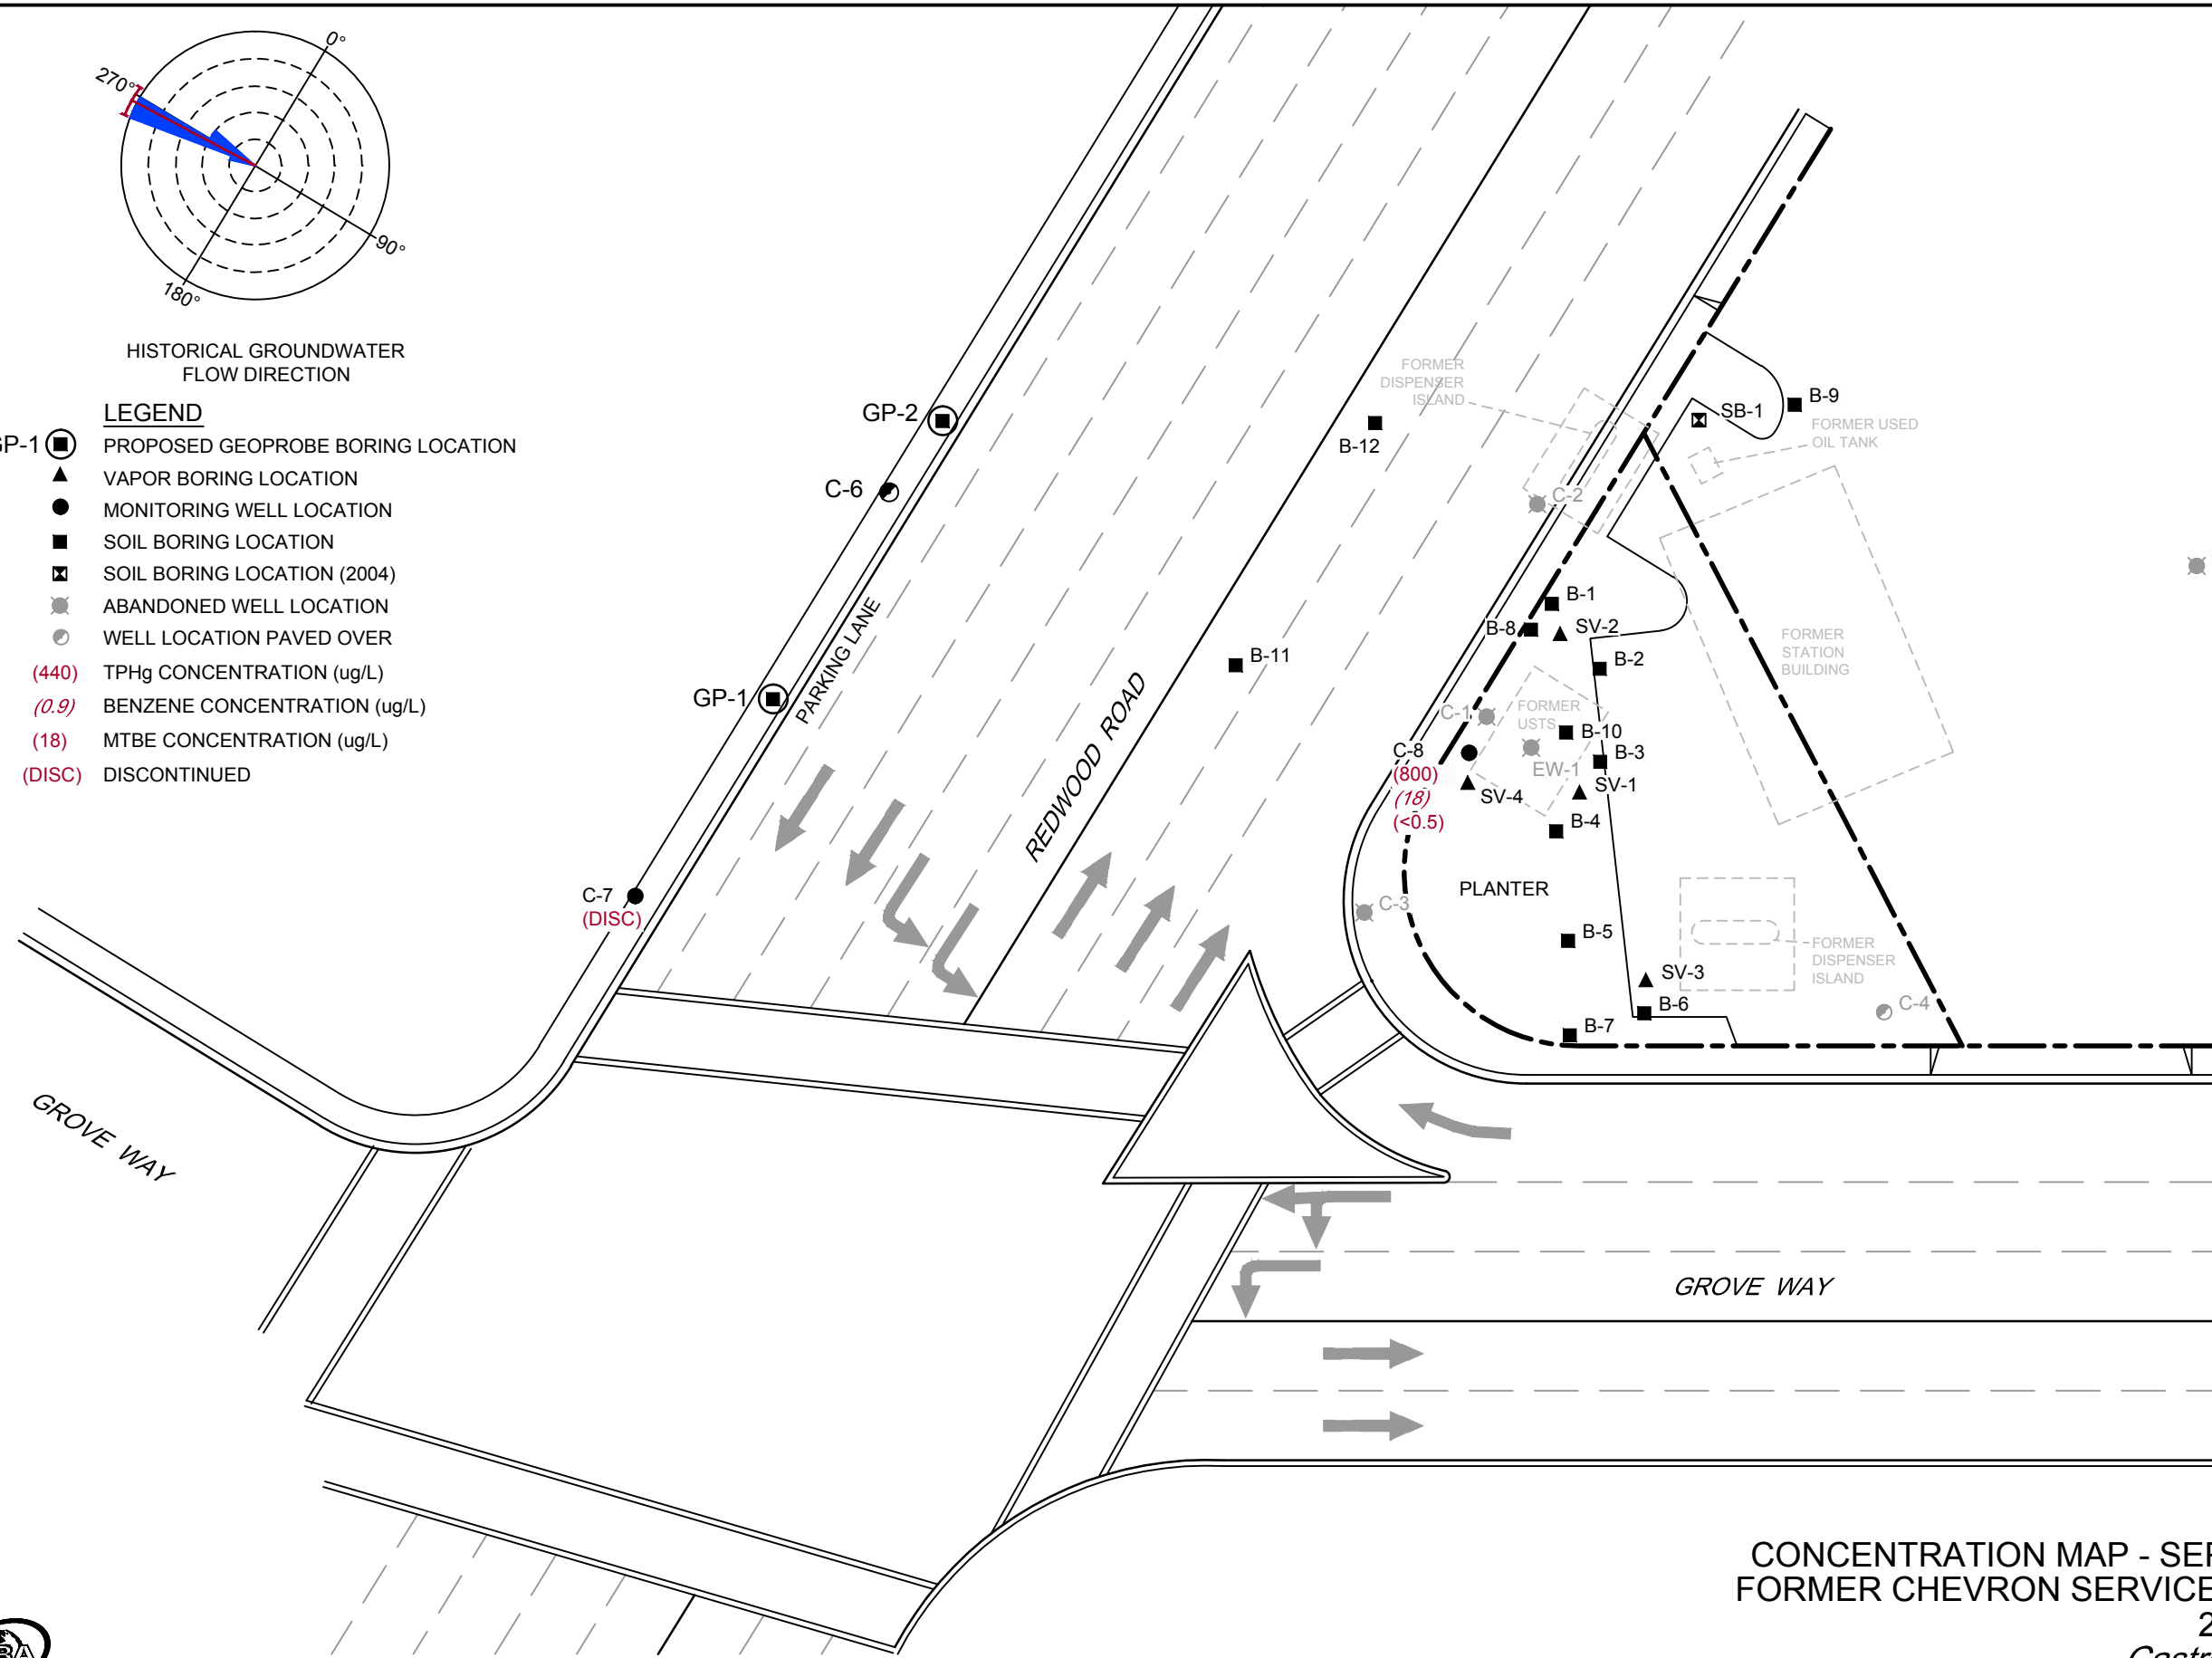 0°
270°
90°
180°
HISTORICAL GROUNDWATER
FLOW DIRECTION
LEGEND
GP-1 PROPOSED GEOPROBE BORING LOCATION
VAPOR BORING LOCATION
MONITORING WELL LOCATION
SOIL BORING LOCATION
SOIL BORING LOCATION (2004)
ABANDONED WELL LOCATION
WELL LOCATION PAVED OVER
(440) TPHg CONCENTRATION (ug/L)
(0.9) BENZENE CONCENTRATION (ug/L)
(18) MTBE CONCENTRATION (ug/L)
(DISC) DISCONTINUED
GP-2
C-6
GP-1
PARKING LANE
C-7
(DISC)
REDWOOD ROAD
B-12
B-11
FORMER
DISPENSER
ISLAND
C-2
SB-1
B-9
FORMER USED
OIL TANK
B-1
B-8
SV-2
B-2
FORMER
STATION
BUILDING
C-1
FORMER
USTS
B-10
C-8
(800)
(18)
(<0.5)
EW-1
B-3
SV-1
SV-4
B-4
PLANTER
C-3
B-5
FORMER
DISPENSER
ISLAND
SV-3
B-6
C-4
B-7
GROVE WAY
GROVE WAY
CONCENTRATION MAP - SEP
FORMER CHEVRON SERVICE
2
Castr